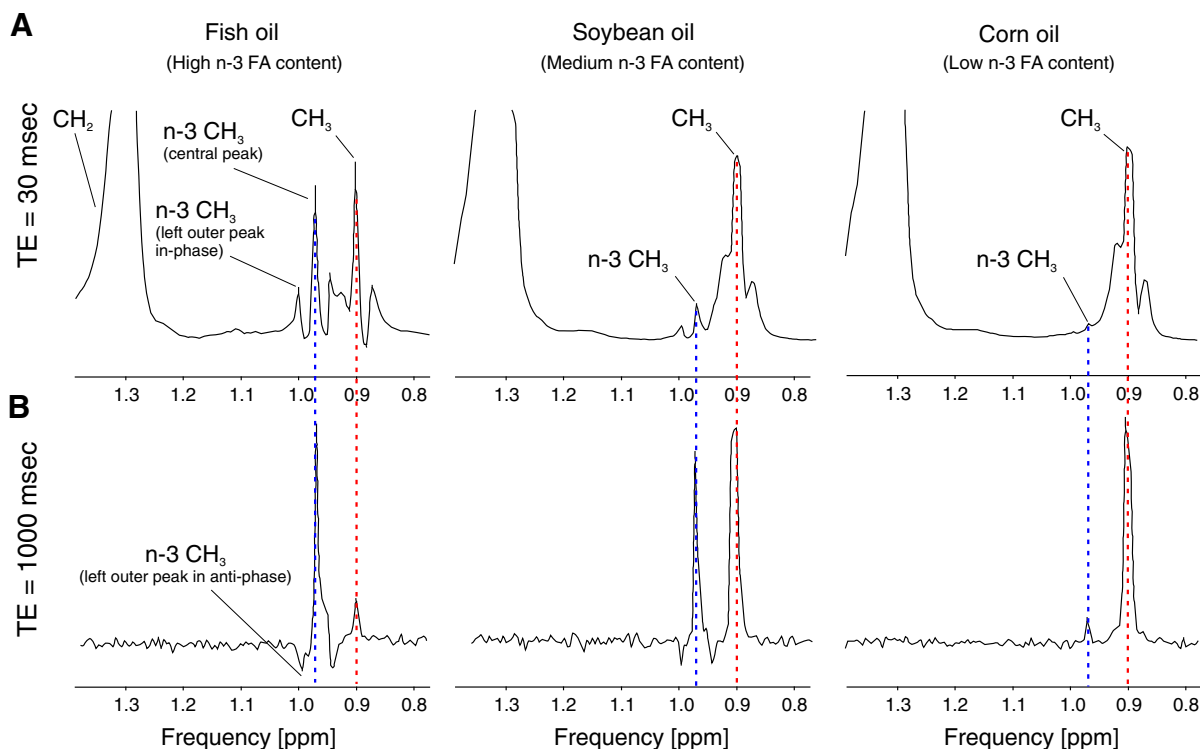 A
Fish oil
(High n-3 FA content)
Soybean oil
(Medium n-3 FA content)
Corn oil
(Low n-3 FA content)
TE = 30 msec
CH₂
n-3 CH₃
(central peak)
n-3 CH₃
(left outer peak
in-phase)
CH₃
CH₃
n-3 CH₃
CH₃
n-3 CH₃
1.3 1.2 1.1 1.0 0.9 0.8
1.3 1.2 1.1 1.0 0.9 0.8
1.3 1.2 1.1 1.0 0.9 0.8
B
TE = 1000 msec
n-3 CH₃
(left outer peak in anti-phase)
1.3 1.2 1.1 1.0 0.9 0.8
1.3 1.2 1.1 1.0 0.9 0.8
1.3 1.2 1.1 1.0 0.9 0.8
Frequency [ppm]
Frequency [ppm]
Frequency [ppm]